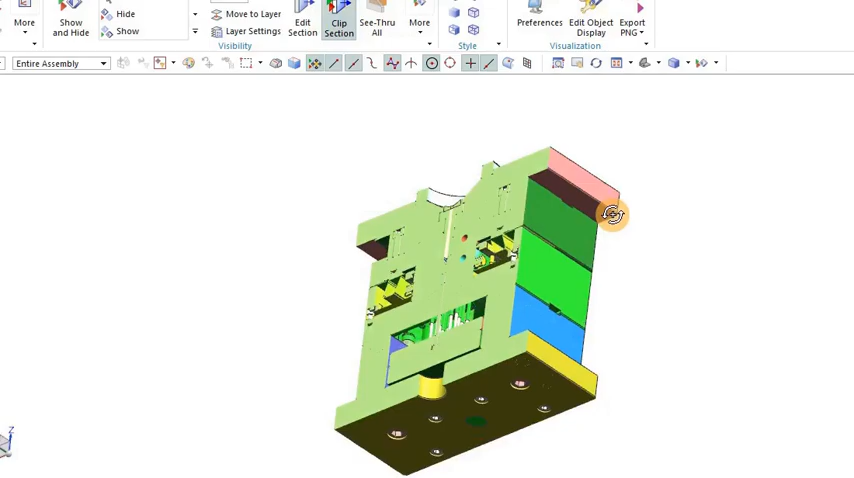 More
Show
and Hide
Hide
Show
Move to Layer
Layer Settings
Visibility
Edit
Section
Clip
Section
See-Thru
All
More
Style
Preferences
Edit Object
Display
Export
PNG
Visualization
Entire Assembly
Z